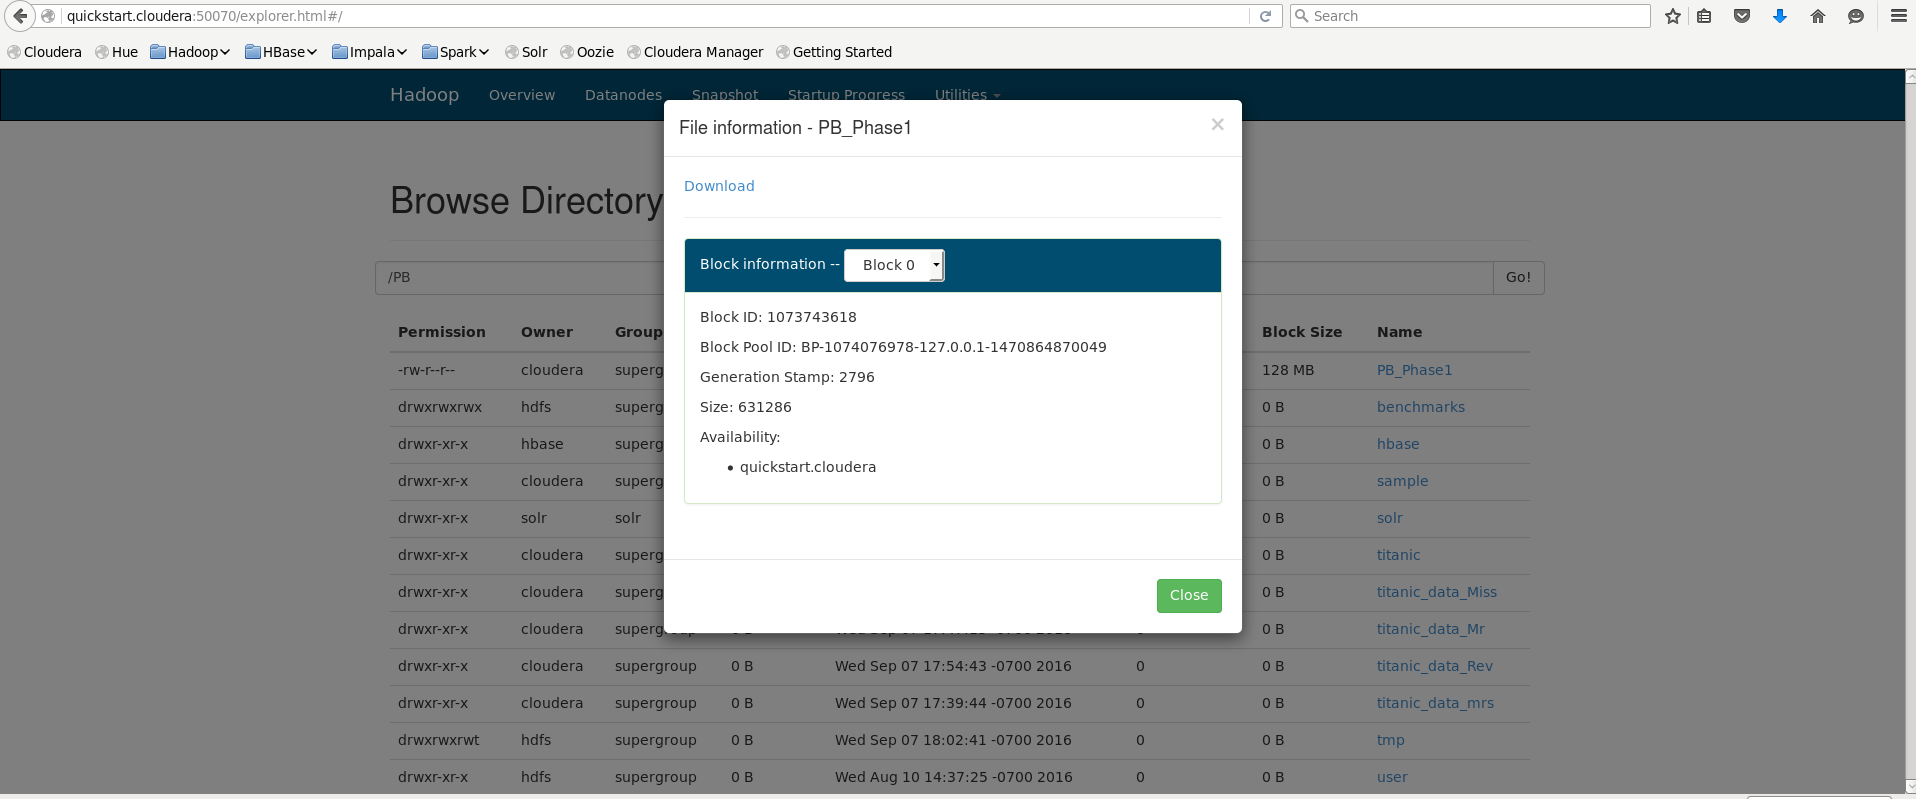 quickstart.cloudera:50070/explorer.html#/
Search
Cloudera Hue Hadoop HBase Impala Spark Solr Oozie Cloudera Manager Getting Started
Hadoop Overview Datanodes Snapshot Startup Progress Utilities
File information - PB_Phase1 ×
Download
Browse Directory
Block information -- Block 0
/PB Go!
Block ID: 1073743618
Permission Owner Group Block Size Name
Block Pool ID: BP-1074076978-127.0.0.1-1470864870049
-rw-r--r-- cloudera superg 128 MB PB_Phase1
Generation Stamp: 2796
drwxrwxrwx hdfs superg 0 B benchmarks
Size: 631286
drwxr-xr-x hbase superg 0 B hbase
Availability:
• quickstart.cloudera
drwxr-xr-x cloudera superg 0 B sample
drwxr-xr-x solr solr 0 B solr
drwxr-xr-x cloudera superg 0 B titanic
drwxr-xr-x cloudera superg 0 B titanic_data_Miss
Close
drwxr-xr-x cloudera supergroup 0 B 0 0 B titanic_data_Mr
drwxr-xr-x cloudera supergroup 0 B Wed Sep 07 17:54:43 -0700 2016 0 0 B titanic_data_Rev
drwxr-xr-x cloudera supergroup 0 B Wed Sep 07 17:39:44 -0700 2016 0 0 B titanic_data_mrs
drwxrwxrwt hdfs supergroup 0 B Wed Sep 07 18:02:41 -0700 2016 0 0 B tmp
drwxr-xr-x hdfs supergroup 0 B Wed Aug 10 14:37:25 -0700 2016 0 0 B user